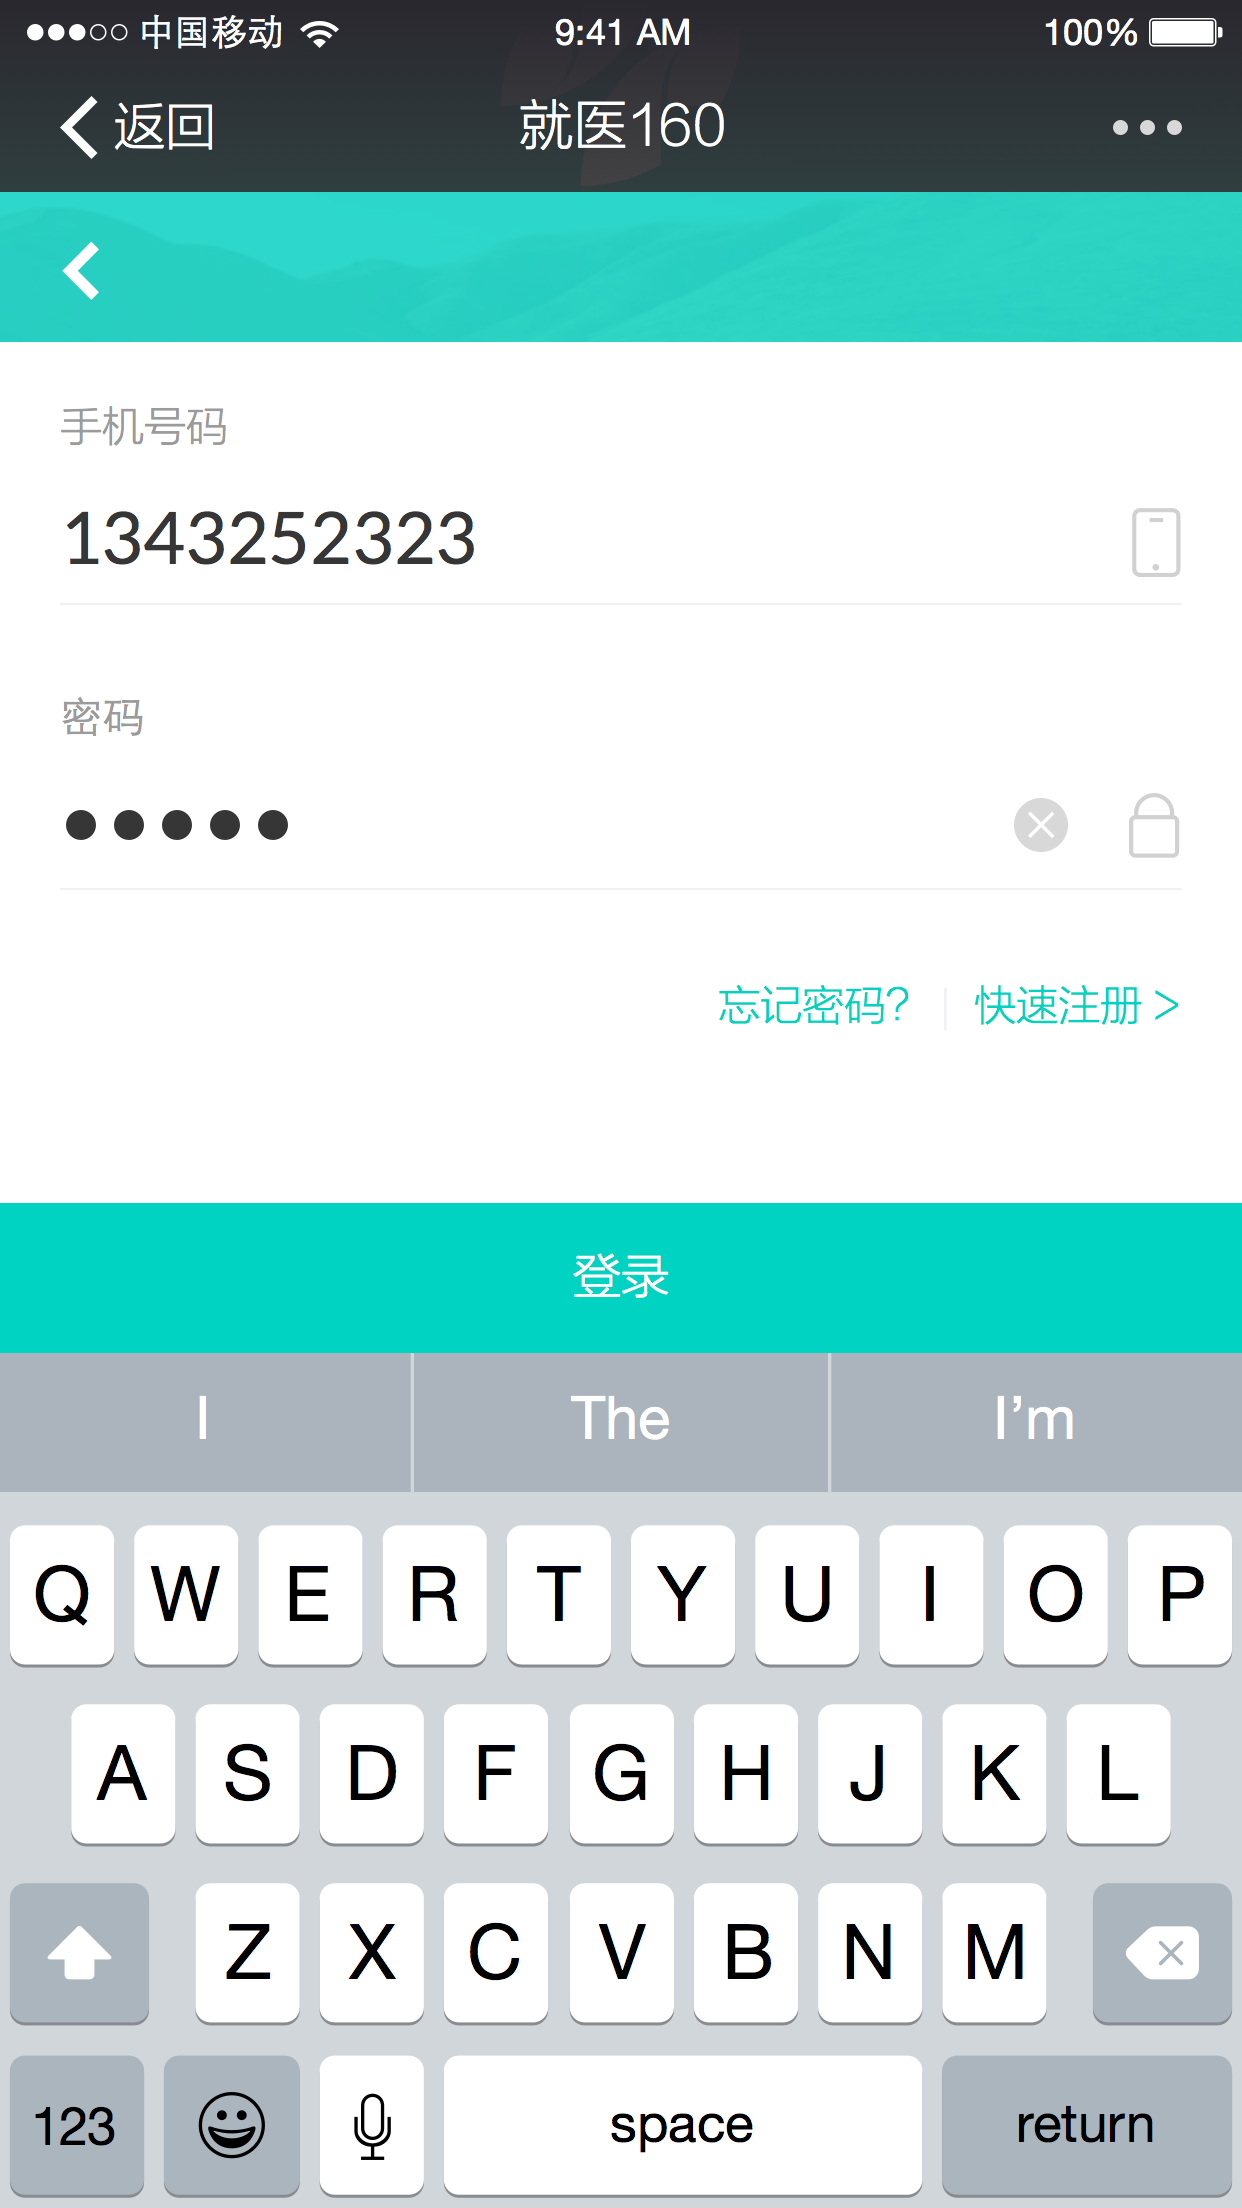 中国移动 9:41 AM 100%
返回 就医160
手机号码
1343252323
密码
忘记密码? 快速注册 >
登录
I The I’m
Q W E R T Y U I O P
A S D F G H J K L
Z X C V B N M
123 space return